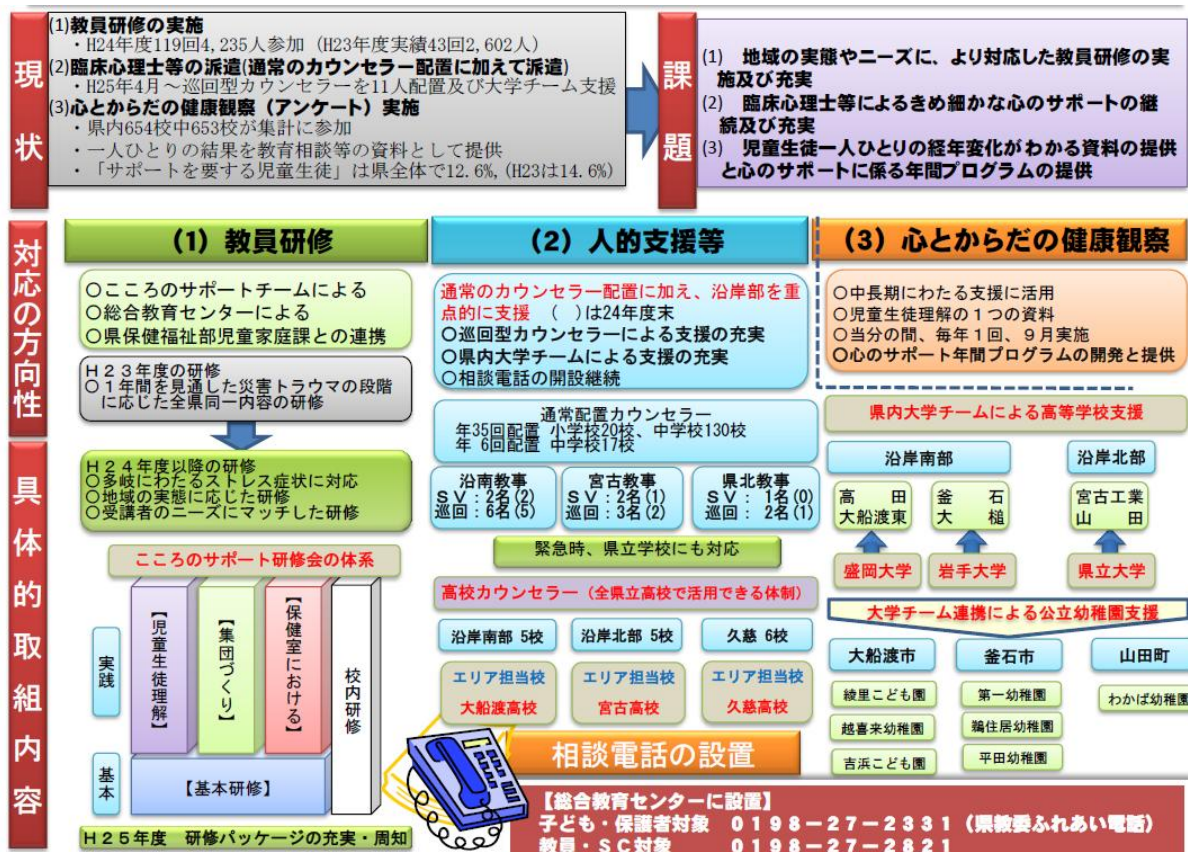 現状
(1)教員研修の実施
・H24年度119回4,235人参加（H23年度実績43回2,602人）
(2)臨床心理士等の派遣(通常のカウンセラー配置に加えて派遣)
・H25年4月～巡回型カウンセラーを11人配置及び大学チーム支援
(3)心とからだの健康観察（アンケート）実施
・県内654校中653校が集計に参加
・一人ひとりの結果を教育相談等の資料として提供
・「サポートを要する児童生徒」は県全体で12.6%,(H23は14.6%)
課題
(1) 地域の実態やニーズに、より対応した教員研修の実
施及び充実
(2) 臨床心理士等によるきめ細かな心のサポートの継
続及び充実
(3) 児童生徒一人ひとりの経年変化がわかる資料の提供
と心のサポートに係る年間プログラムの提供
対応の方向性
具体的取組内容
(1) 教員研修
○こころのサポートチームによる
○総合教育センターによる
○県保健福祉部児童家庭課との連携
H23年度の研修
○1年間を見通した災害トラウマの段階
に応じた全県同一内容の研修
H24年度以降の研修
○多岐にわたるストレス症状に対応
○地域の実態に応じた研修
○受講者のニーズにマッチした研修
こころのサポート研修会の体系
実践
基本
【児童生徒理解】
【集団づくり】
【保健室における】
校内研修
【基本研修】
H25年度 研修パッケージの充実・周知
(2) 人的支援等
通常のカウンセラー配置に加え、沿岸部を重
点的に支援 （ ）は24年度末
○巡回型カウンセラーによる支援の充実
○県内大学チームによる支援の充実
○相談電話の開設継続
通常配置カウンセラー
年35回配置 小学校20校、中学校130校
年 6回配置 中学校17校
沿南教事
SV：2名(2)
巡回：6名(5)
宮古教事
SV：2名(1)
巡回：3名(2)
県北教事
SV：1名(0)
巡回：2名(1)
緊急時、県立学校にも対応
高校カウンセラー（全県立高校で活用できる体制）
沿岸南部 5校
沿岸北部 5校
久慈 6校
エリア担当校
大船渡高校
エリア担当校
宮古高校
エリア担当校
久慈高校
相談電話の設置
【総合教育センターに設置】
子ども・保護者対象 0198－27－2331（県教委ふれあい電話）
教員・SC対象 0198－27－2821
(3) 心とからだの健康観察
○中長期にわたる支援に活用
○児童生徒理解の1つの資料
○当分の間、毎年1回、9月実施
○心のサポート年間プログラムの開発と提供
県内大学チームによる高等学校支援
沿岸南部
沿岸北部
高 田
大船渡東
釜 石
大 槌
宮古工業
山 田
盛岡大学
岩手大学
県立大学
大学チーム連携による公立幼稚園支援
大船渡市
釜石市
山田町
綾里こども園
第一幼稚園
わかば幼稚園
越喜来幼稚園
鵜住居幼稚園
吉浜こども園
平田幼稚園